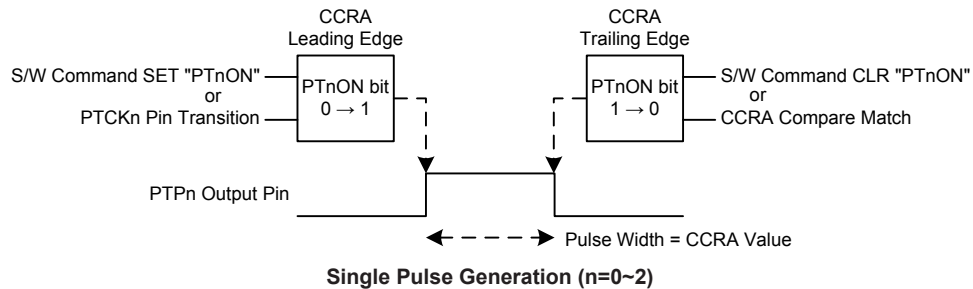 CCRA
Leading Edge
CCRA
Trailing Edge
S/W Command SET "PTnON"
or
PTCKn Pin Transition
PTnON bit
0 → 1
PTnON bit
1 → 0
S/W Command CLR "PTnON"
or
CCRA Compare Match
PTPn Output Pin
Pulse Width = CCRA Value
Single Pulse Generation (n=0~2)